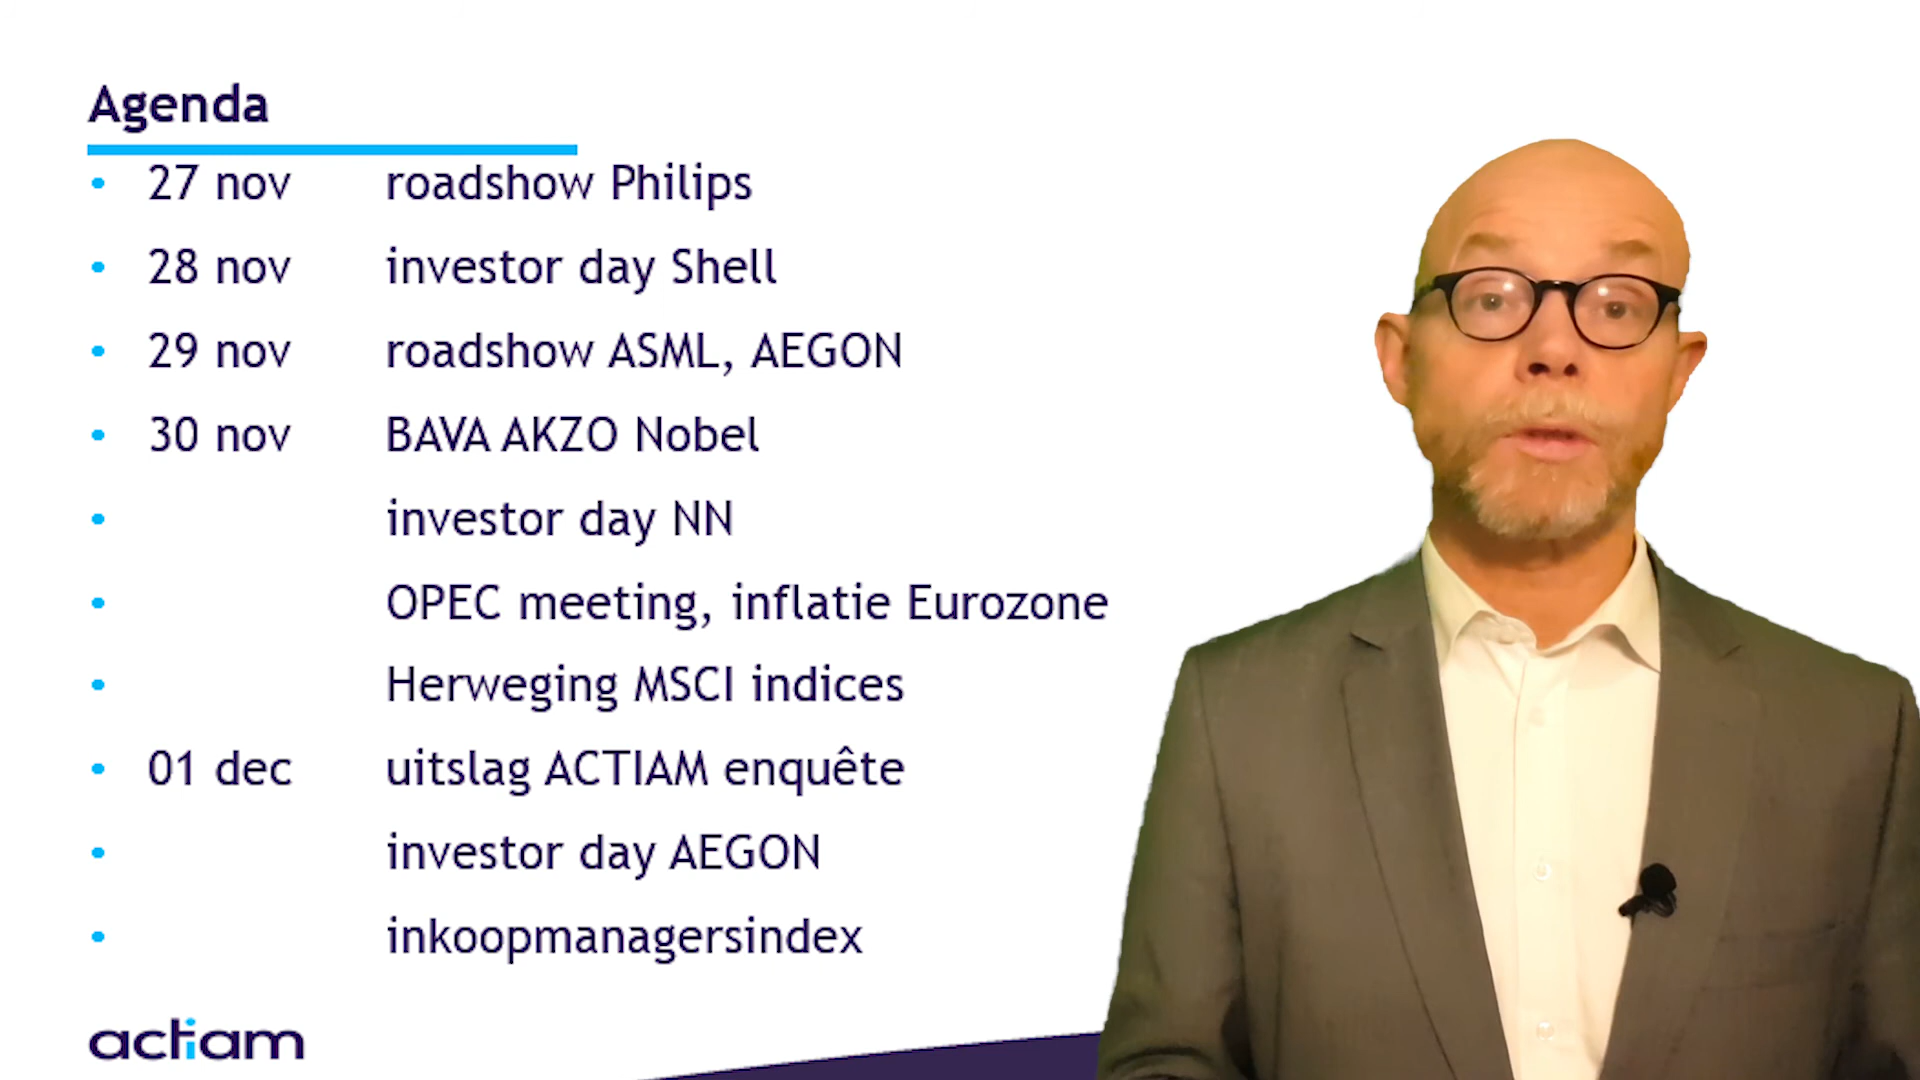 Agenda
• 27 nov roadshow Philips
• 28 nov investor day Shell
• 29 nov roadshow ASML, AEGON
• 30 nov BAVA AKZO Nobel
• investor day NN
• OPEC meeting, inflatie Eurozone
• Herweging MSCI indices
• 01 dec uitslag ACTIAM enquête
• investor day AEGON
• inkoopmanagersindex
actiam